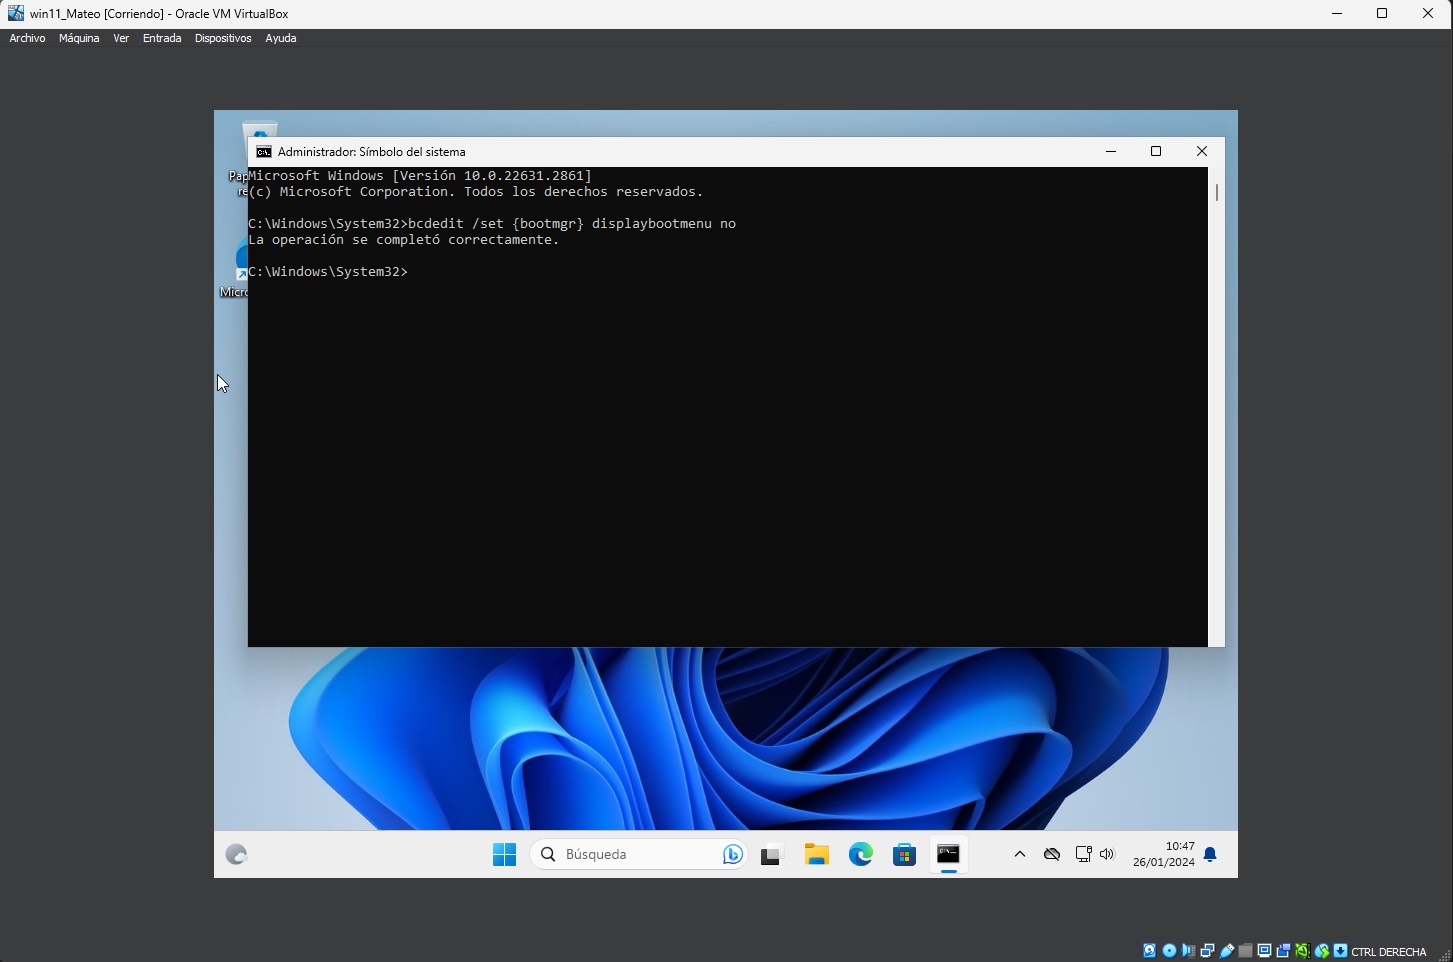 win11_Mateo [Corriendo] - Oracle VM VirtualBox
Archivo Máquina Ver Entrada Dispositivos Ayuda
Administrador: Símbolo del sistema
Microsoft Windows [Versión 10.0.22631.2861]
(c) Microsoft Corporation. Todos los derechos reservados.
C:\Windows\System32>bcdedit /set {bootmgr} displaybootmenu no
La operación se completó correctamente.
C:\Windows\System32>
Pap
re
Micro
Búsqueda
10:47
26/01/2024
CTRL DERECHA